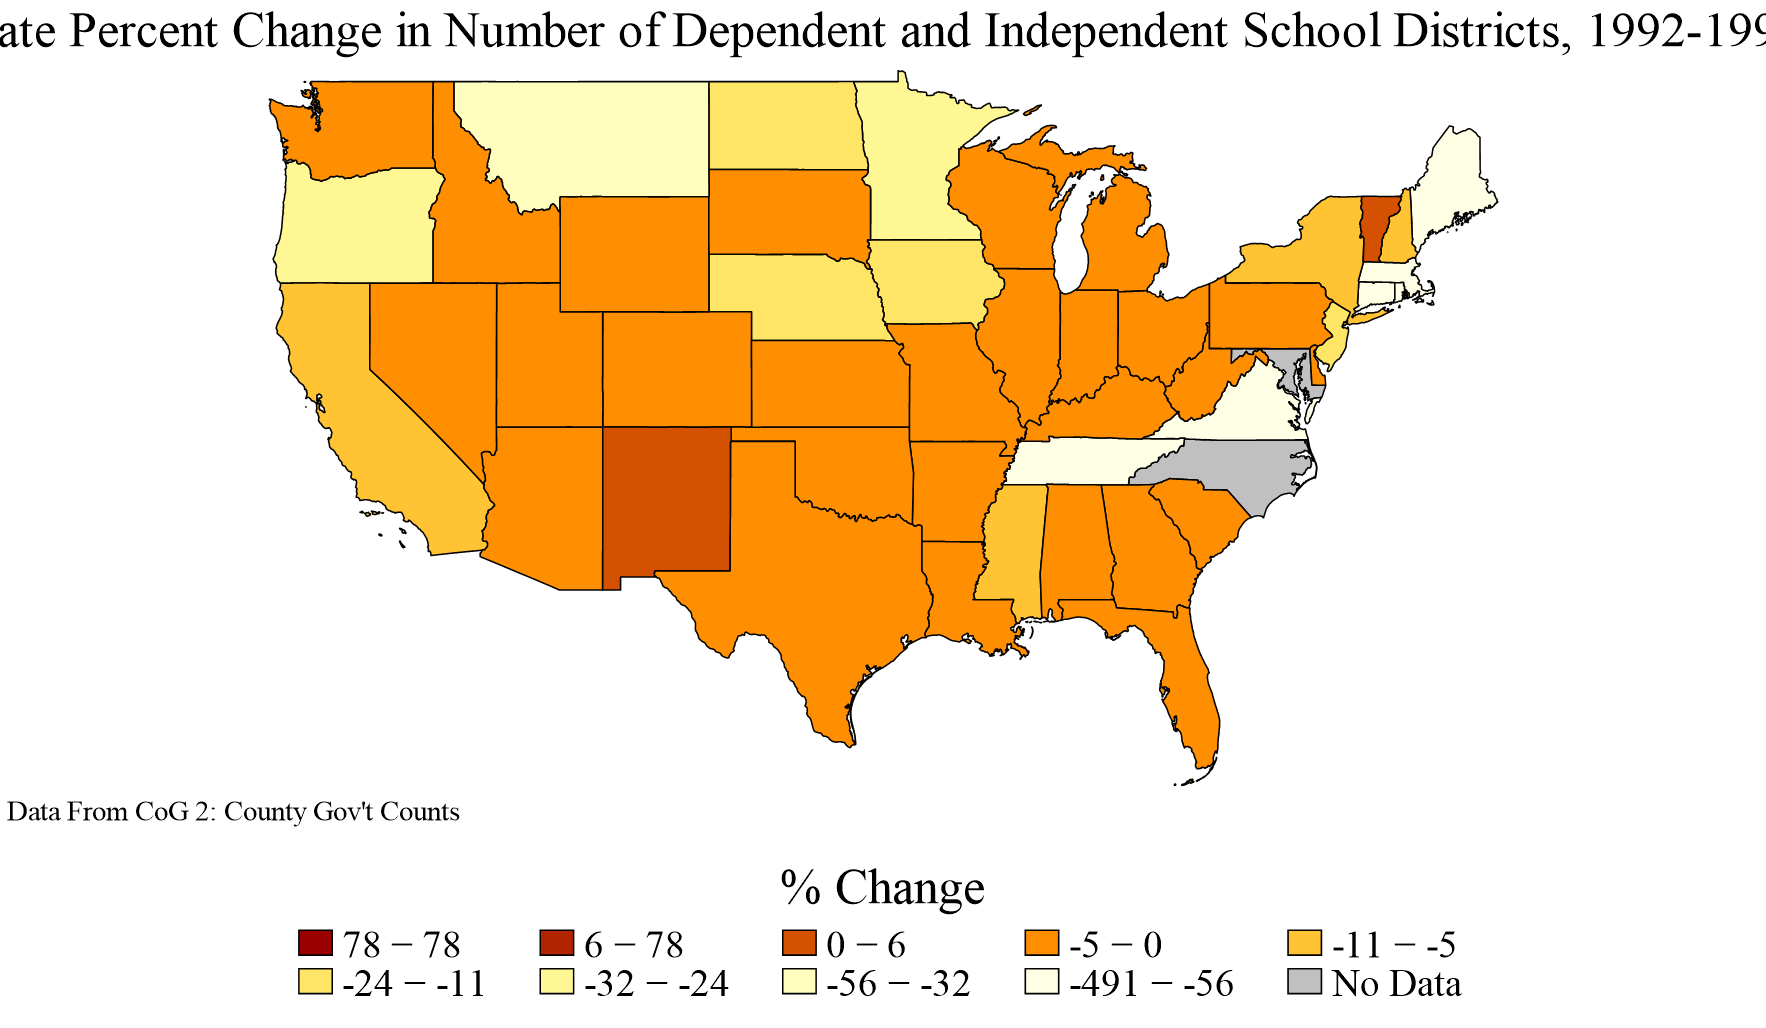 ate Percent Change in Number of Dependent and Independent School Districts, 1992-199
Data From CoG 2: County Gov't Counts
% Change
78 − 78 6 − 78 0 − 6 -5 − 0 -11 − -5
-24 − -11 -32 − -24 -56 − -32 -491 − -56 No Data